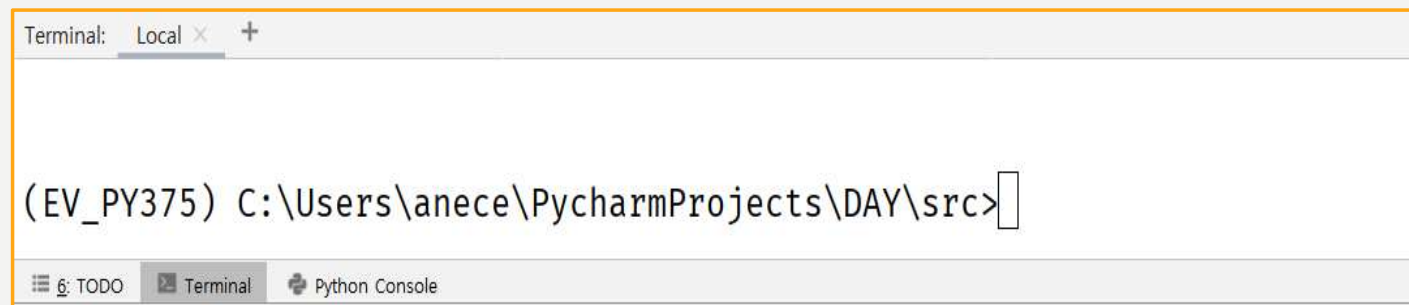 Terminal: Local × +
(EV_PY375) C:\Users\anece\PycharmProjects\DAY\src>
6: TODO Terminal Python Console